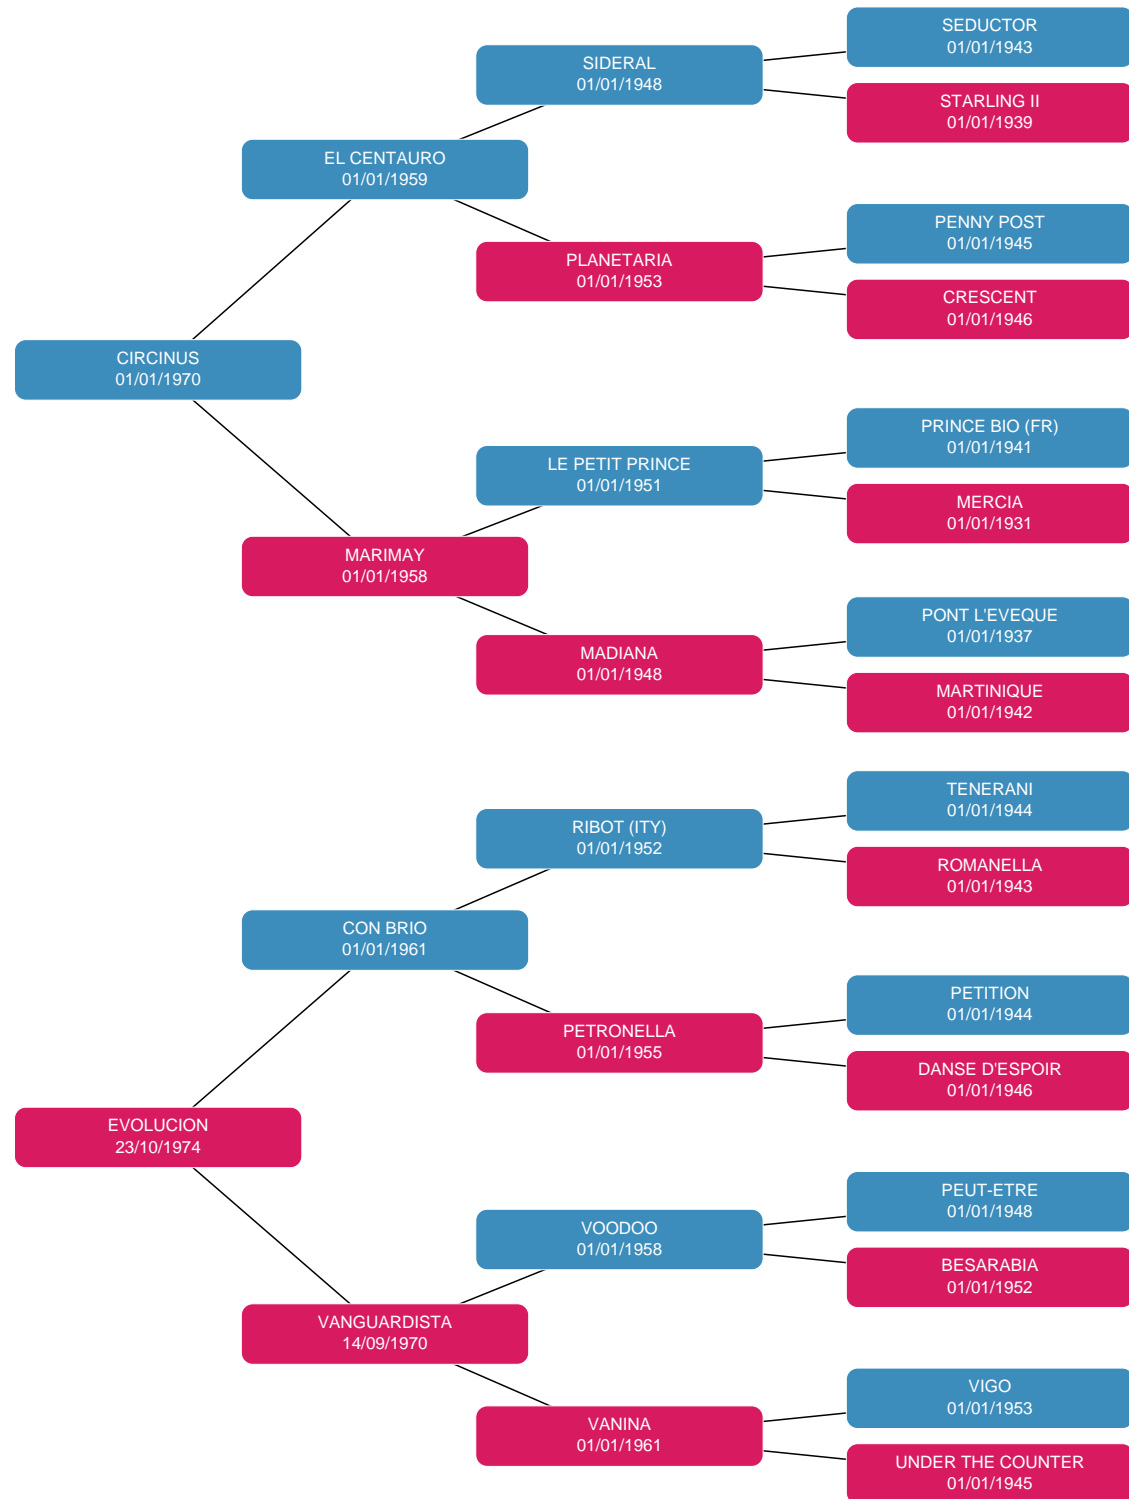 SEDUCTOR
01/01/1943
SIDERAL
01/01/1948
STARLING II
01/01/1939
EL CENTAURO
01/01/1959
PENNY POST
01/01/1945
PLANETARIA
01/01/1953
CRESCENT
01/01/1946
CIRCINUS
01/01/1970
PRINCE BIO (FR)
01/01/1941
LE PETIT PRINCE
01/01/1951
MERCIA
01/01/1931
MARIMAY
01/01/1958
PONT L'EVEQUE
01/01/1937
MADIANA
01/01/1948
MARTINIQUE
01/01/1942
TENERANI
01/01/1944
RIBOT (ITY)
01/01/1952
ROMANELLA
01/01/1943
CON BRIO
01/01/1961
PETITION
01/01/1944
PETRONELLA
01/01/1955
DANSE D'ESPOIR
01/01/1946
EVOLUCION
23/10/1974
PEUT-ETRE
01/01/1948
VOODOO
01/01/1958
BESARABIA
01/01/1952
VANGUARDISTA
14/09/1970
VIGO
01/01/1953
VANINA
01/01/1961
UNDER THE COUNTER
01/01/1945